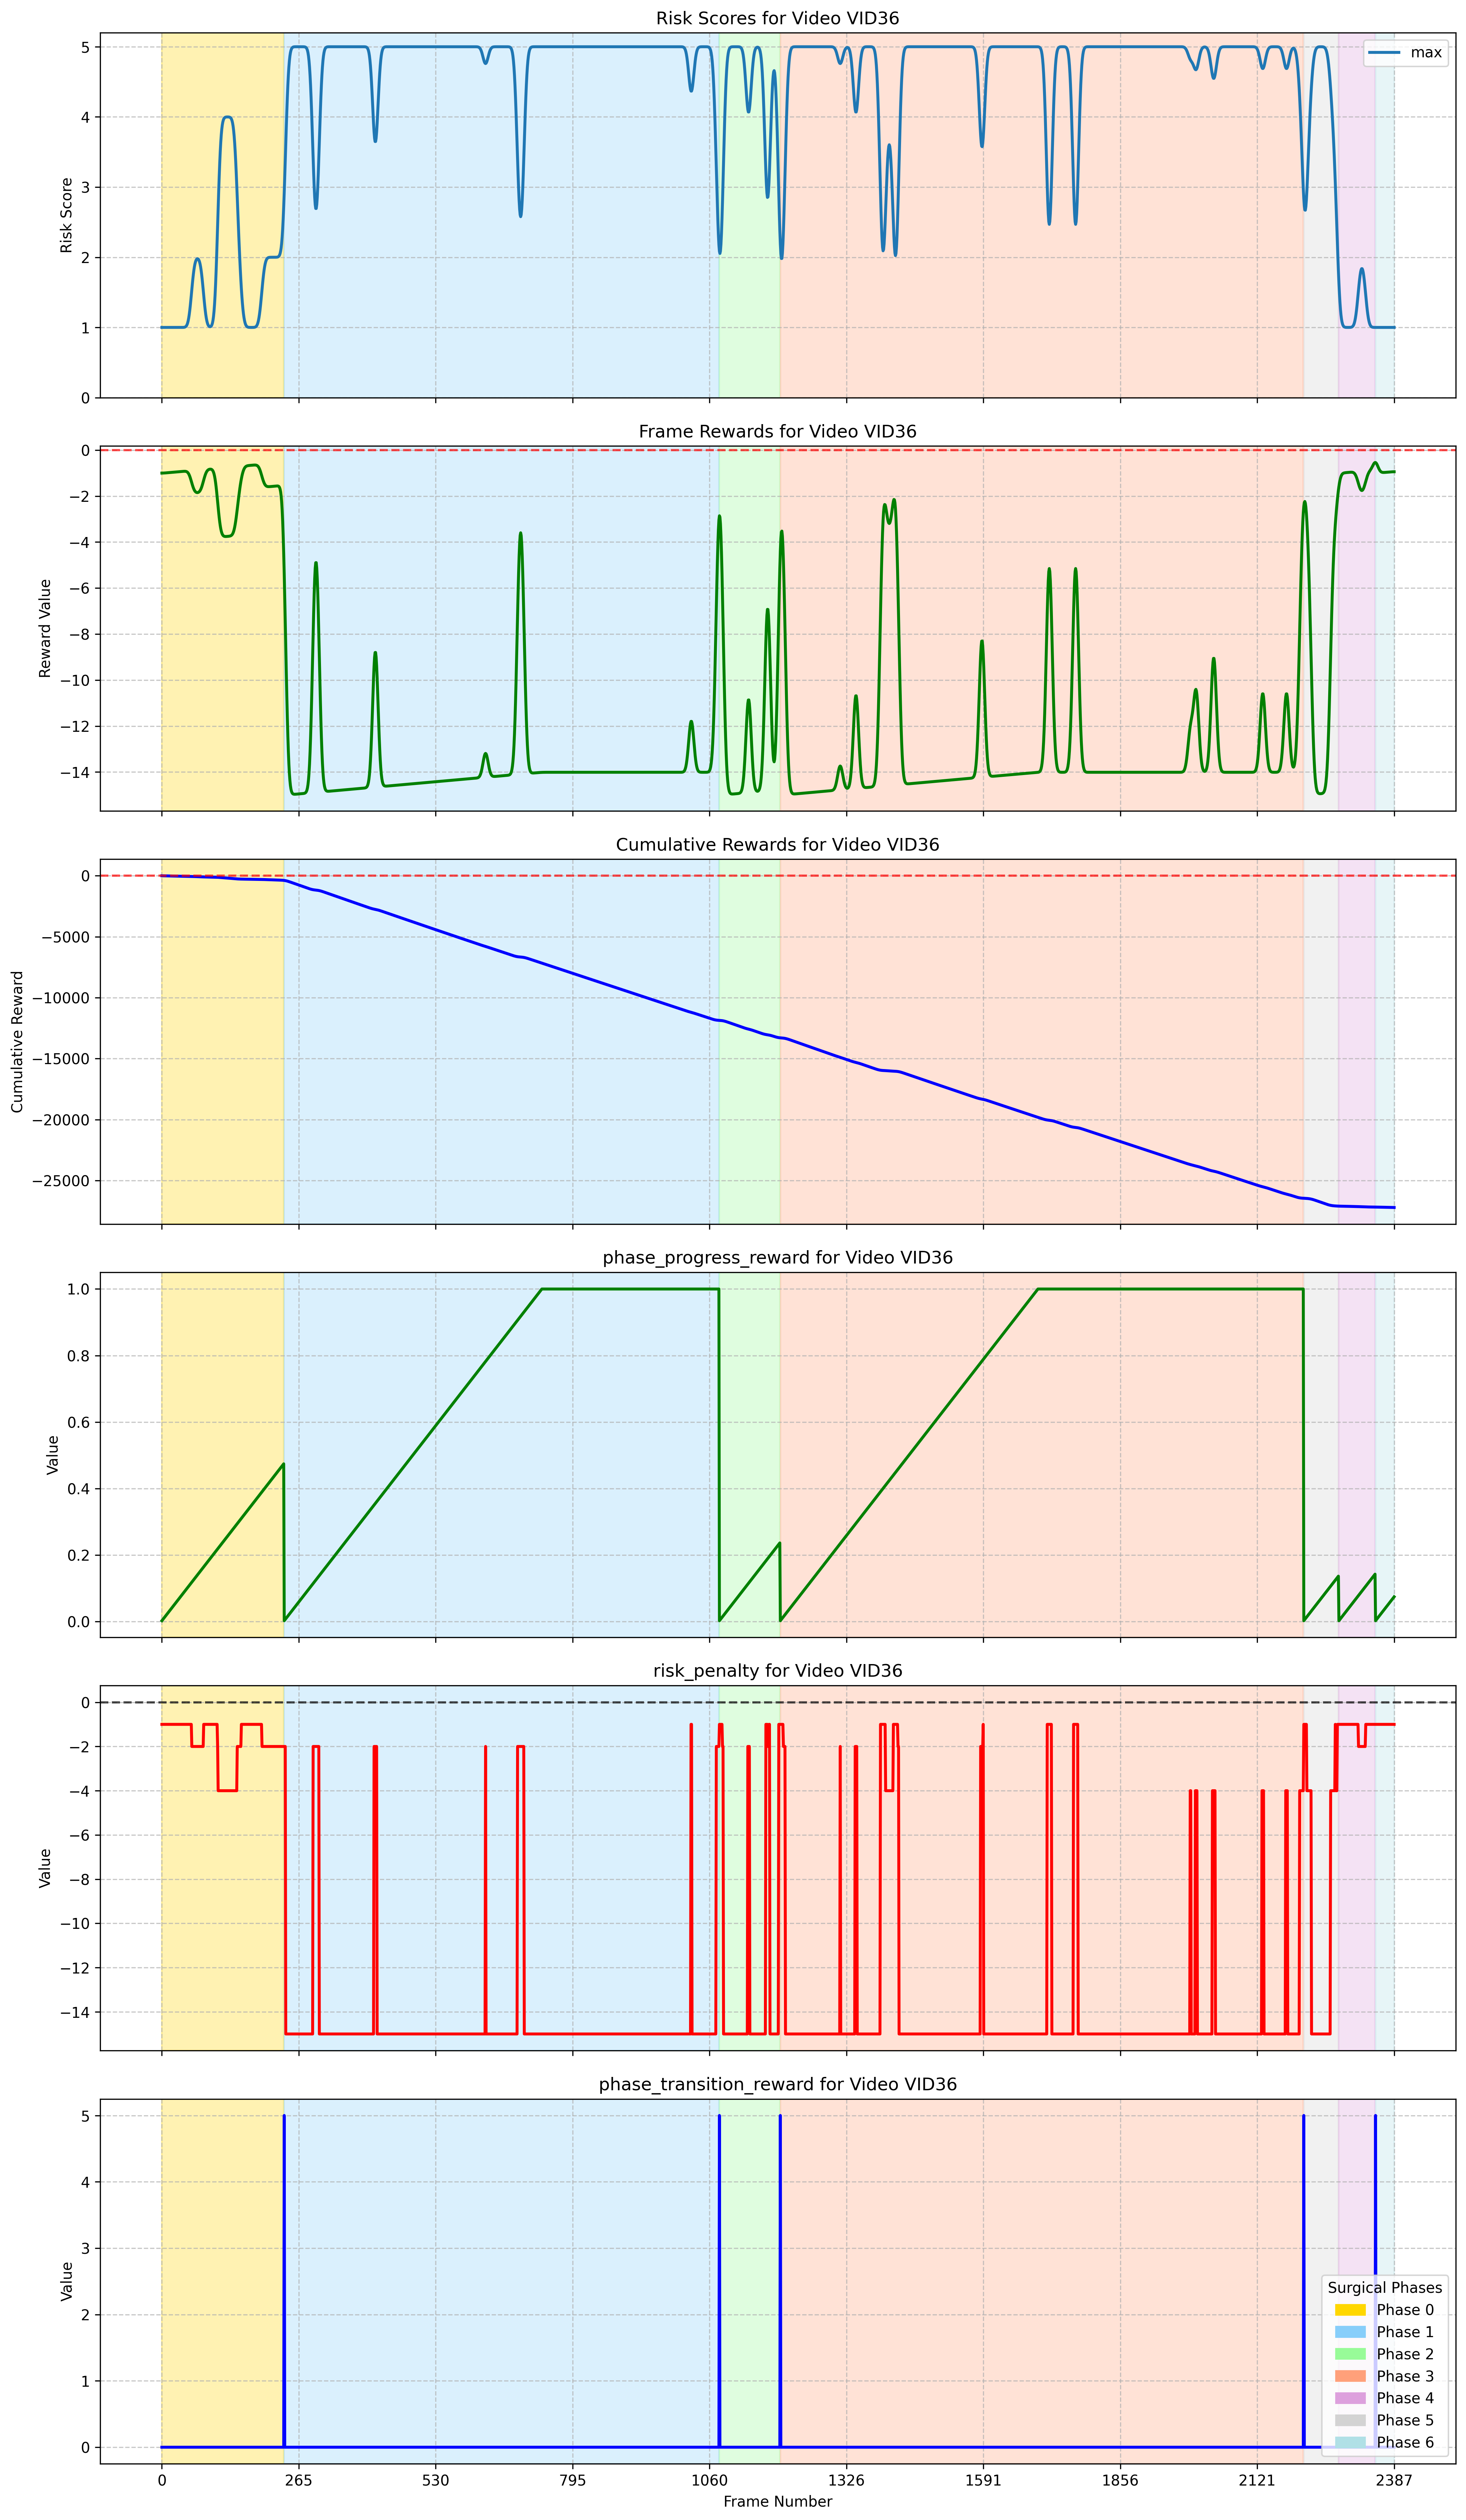 Risk Scores for Video VID36
5
4
3
2
1
0
Risk Score
max
Frame Rewards for Video VID36
0
−2
−4
−6
−8
−10
−12
−14
Reward Value
Cumulative Rewards for Video VID36
0
−5000
−10000
−15000
−20000
−25000
Cumulative Reward
phase_progress_reward for Video VID36
1.0
0.8
0.6
0.4
0.2
0.0
Value
risk_penalty for Video VID36
0
−2
−4
−6
−8
−10
−12
−14
Value
phase_transition_reward for Video VID36
5
4
3
2
1
0
Value
Surgical Phases
Phase 0
Phase 1
Phase 2
Phase 3
Phase 4
Phase 5
Phase 6
0 265 530 795 1060 1326 1591 1856 2121 2387
Frame Number